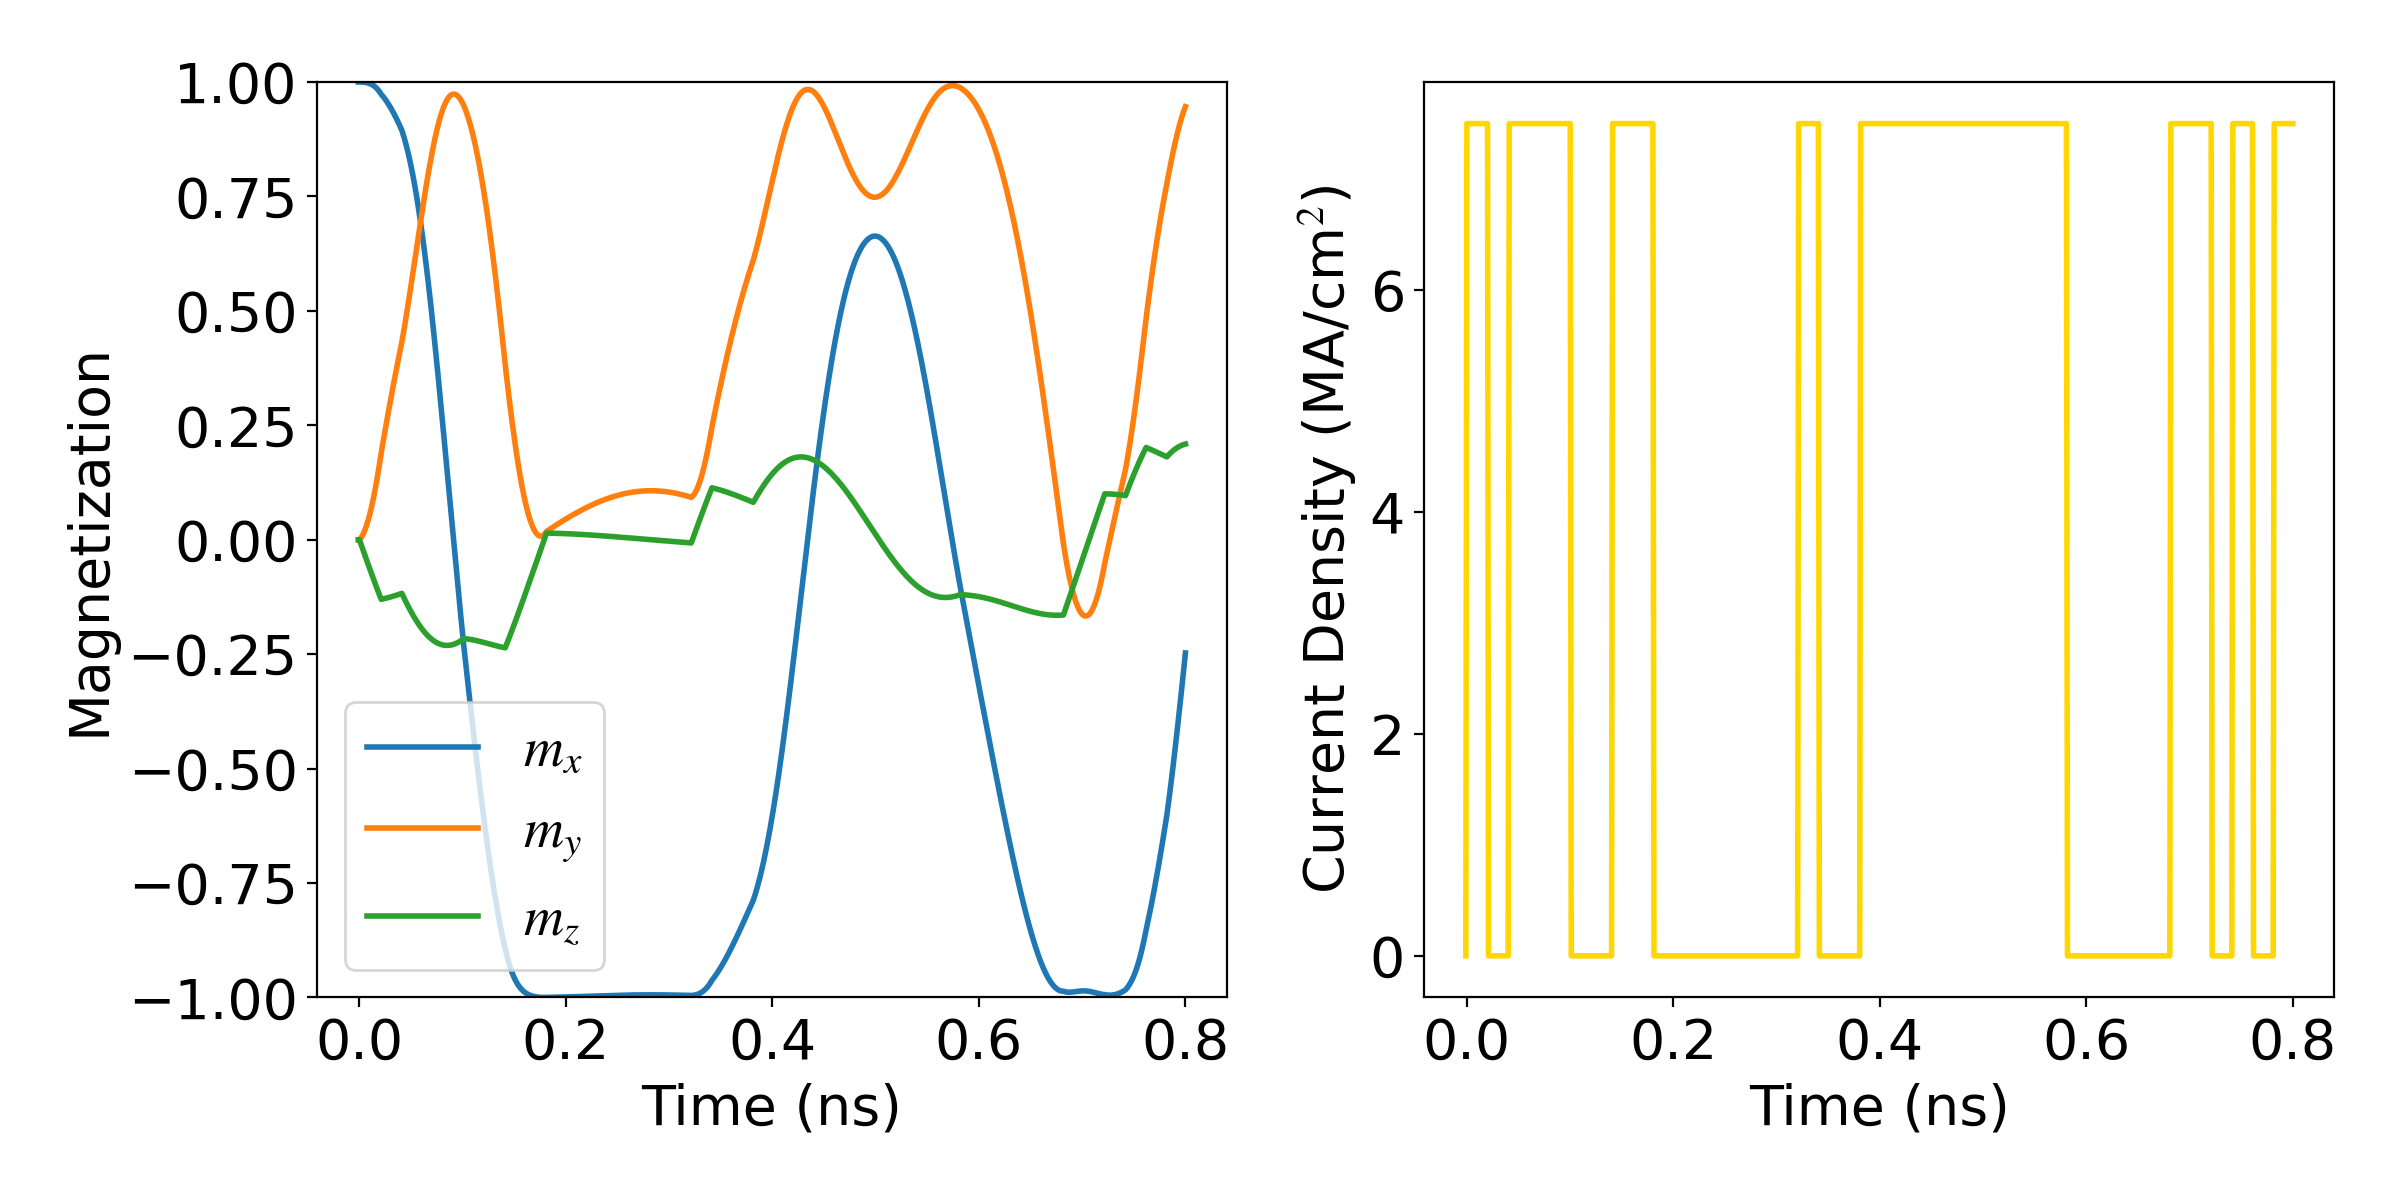 Magnetization
1.00
0.75
0.50
0.25
0.00
−0.25
−0.50
−0.75
−1.00
m_x
m_y
m_z
0.0 0.2 0.4 0.6 0.8
Time (ns)
Current Density (MA/cm²)
6
4
2
0
0.0 0.2 0.4 0.6 0.8
Time (ns)